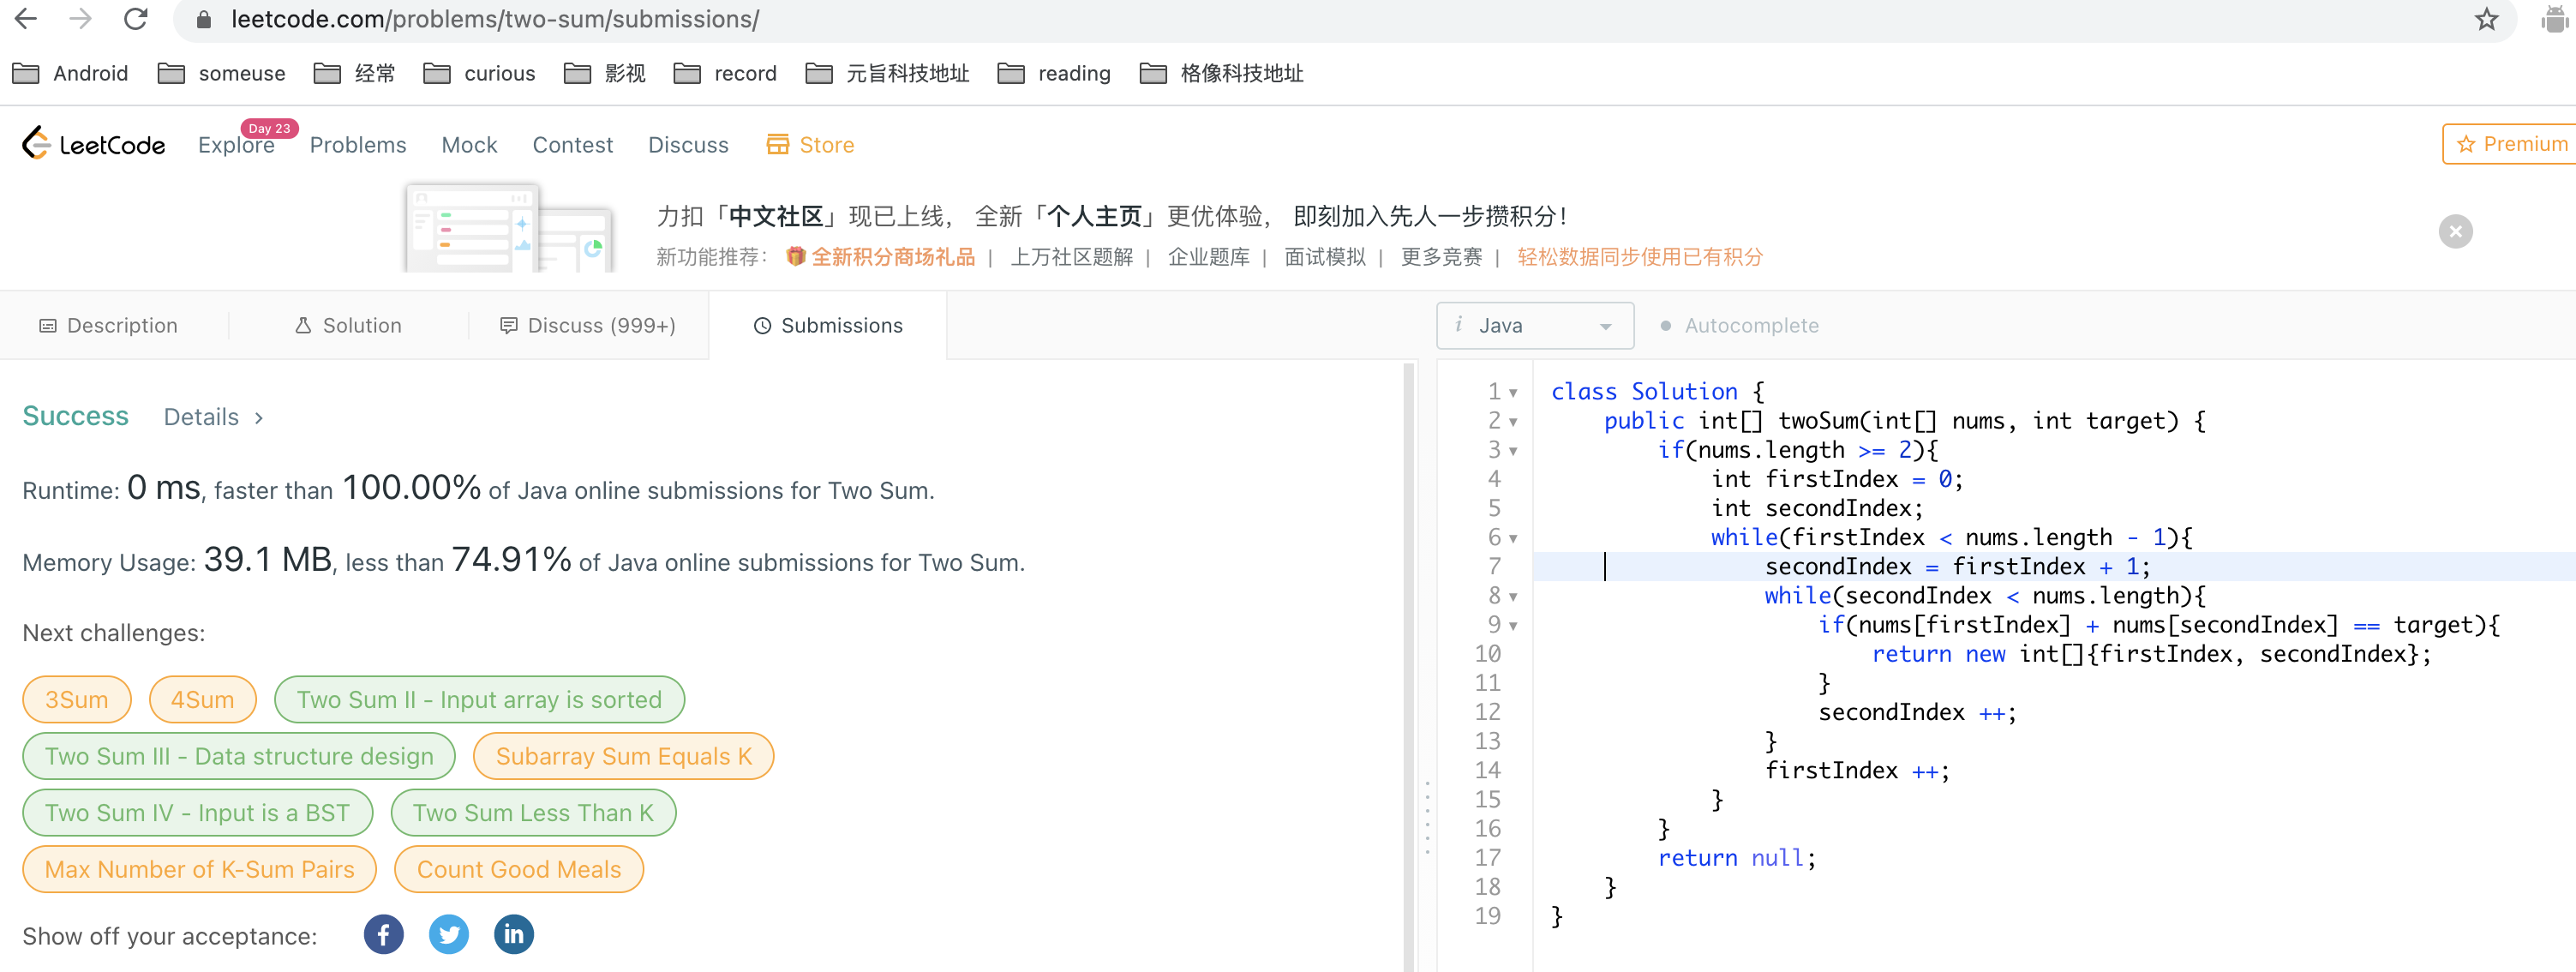 leetcode.com/problems/two-sum/submissions/
Android someuse 经常 curious 影视 record 元旨科技地址 reading 格像科技地址
LeetCode Explore Day 23 Problems Mock Contest Discuss Store Premium
力扣「中文社区」现已上线， 全新「个人主页」更优体验， 即刻加入先人一步攒积分！
新功能推荐： 全新积分商场礼品 | 上万社区题解 | 企业题库 | 面试模拟 | 更多竞赛 | 轻松数据同步使用已有积分
Description Solution Discuss (999+) Submissions
Success Details >
Runtime: 0 ms, faster than 100.00% of Java online submissions for Two Sum.
Memory Usage: 39.1 MB, less than 74.91% of Java online submissions for Two Sum.
Next challenges:
3Sum 4Sum Two Sum II - Input array is sorted
Two Sum III - Data structure design Subarray Sum Equals K
Two Sum IV - Input is a BST Two Sum Less Than K
Max Number of K-Sum Pairs Count Good Meals
Show off your acceptance: f in
i Java Autocomplete
1 class Solution {
2 public int[] twoSum(int[] nums, int target) {
3 if(nums.length >= 2){
4 int firstIndex = 0;
5 int secondIndex;
6 while(firstIndex < nums.length - 1){
7 secondIndex = firstIndex + 1;
8 while(secondIndex < nums.length){
9 if(nums[firstIndex] + nums[secondIndex] == target){
10 return new int[]{firstIndex, secondIndex};
11 }
12 secondIndex ++;
13 }
14 firstIndex ++;
15 }
16 }
17 return null;
18 }
19 }